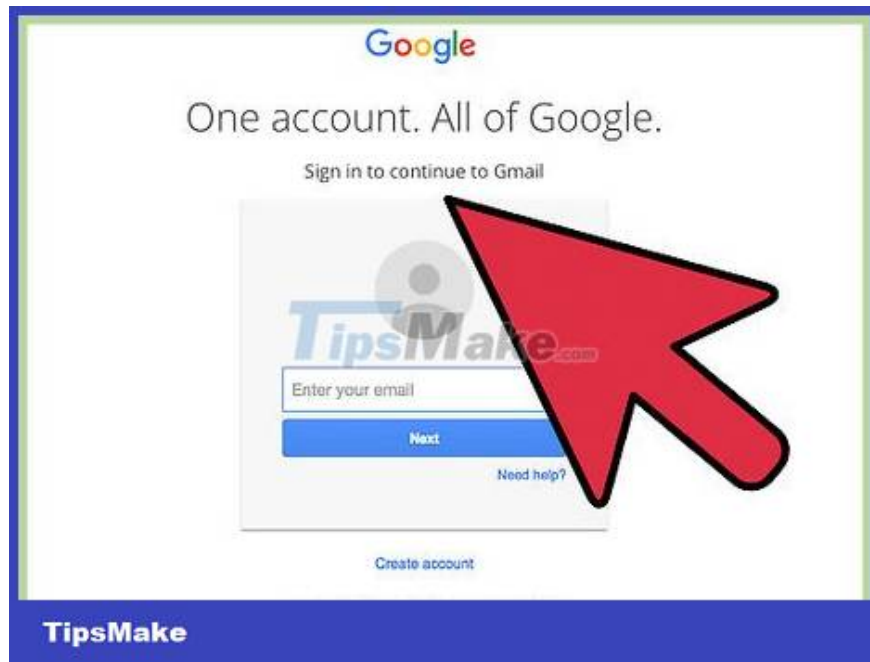 Google
One account. All of Google.
Sign in to continue to Gmail
TipsMake.com
Enter your email
Next
Need help?
Create account
TipsMake